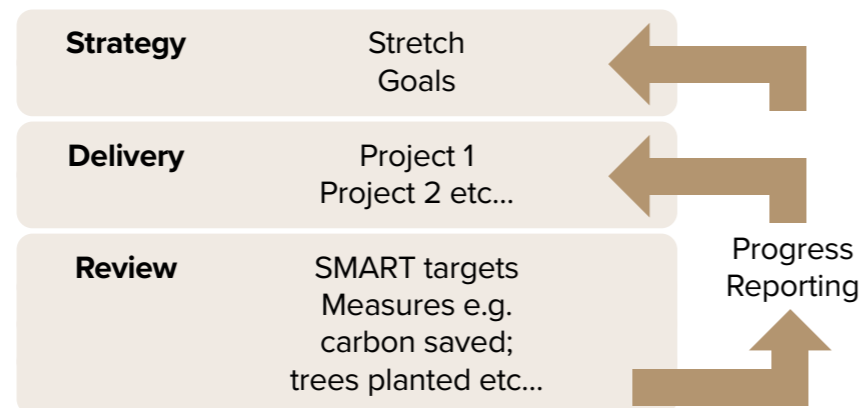 Strategy
Stretch
Goals
Delivery
Project 1
Project 2 etc...
Review
SMART targets
Measures e.g.
carbon saved;
trees planted etc...
Progress
Reporting